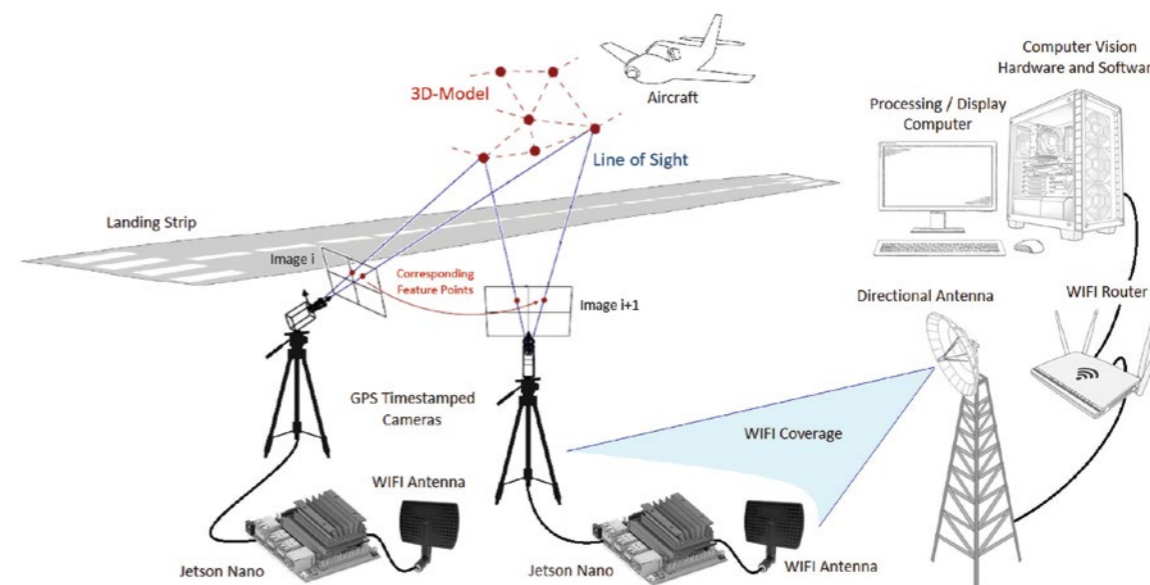 Computer Vision
Hardware and Software
3D-Model
Aircraft
Processing / Display
Computer
Line of Sight
Landing Strip
Image i
Corresponding
Feature Points
Image i+1
Directional Antenna
WIFI Router
GPS Timestamped
Cameras
WIFI Coverage
WIFI Antenna
Jetson Nano
Jetson Nano
WIFI Antenna